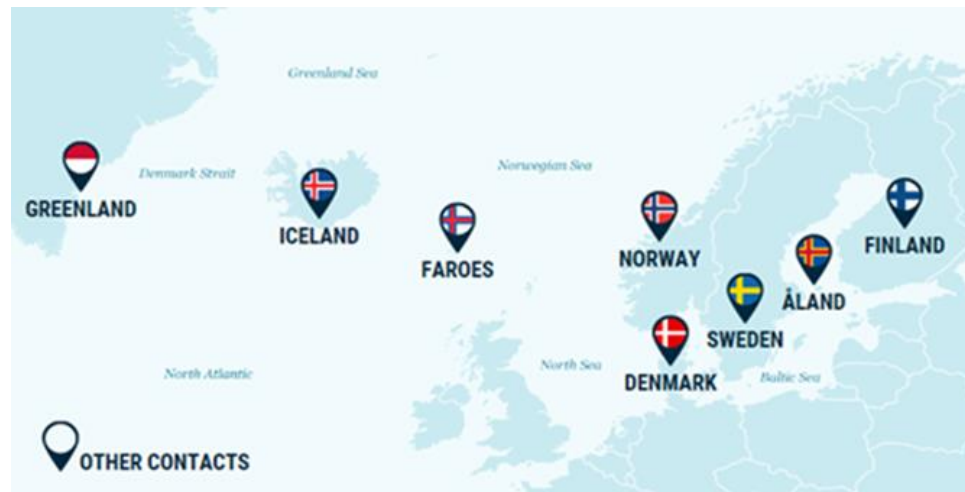 Greenland Sea
Norwegian Sea
Denmark Strait
GREENLAND
ICELAND
FAROES
NORWAY
FINLAND
ÅLAND
SWEDEN
North Sea
DENMARK
Baltic Sea
North Atlantic
OTHER CONTACTS